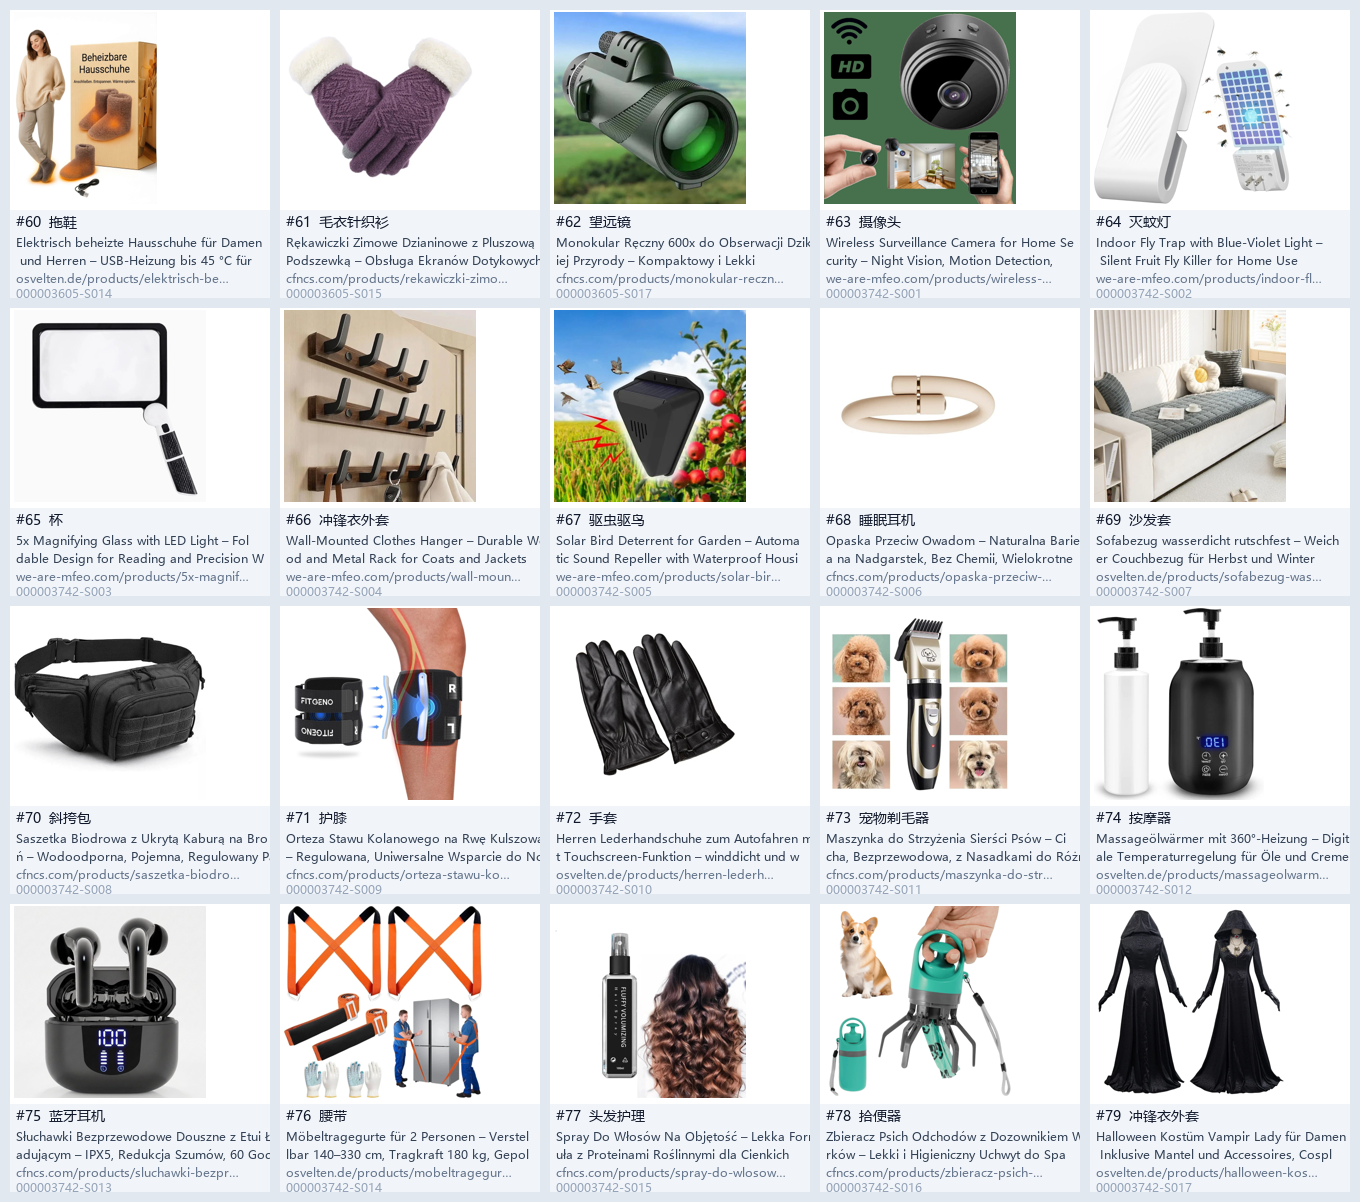 Beheizbare
Hausschuhe
#60 拖鞋
Elektrisch beheizte Hausschuhe für Damen
und Herren – USB-Heizung bis 45 °C für
osvelten.de/products/elektrisch-be...
000003605-S014
#61 毛衣针织衫
Rękawiczki Zimowe Dzianinowe z Pluszową
Podszewką – Obsługa Ekranów Dotykowych
cfncs.com/products/rekawiczki-zimo...
000003605-S015
#62 望远镜
Monokular Ręczny 600x do Obserwacji Dzik
iej Przyrody – Kompaktowy i Lekki
cfncs.com/products/monokular-reczn...
000003605-S017
HD
#63 摄像头
Wireless Surveillance Camera for Home Se
curity – Night Vision, Motion Detection,
we-are-mfeo.com/products/wireless-...
000003742-S001
#64 灭蚊灯
Indoor Fly Trap with Blue-Violet Light –
Silent Fruit Fly Killer for Home Use
we-are-mfeo.com/products/indoor-fl...
000003742-S002
#65 杯
5x Magnifying Glass with LED Light – Fol
dable Design for Reading and Precision W
we-are-mfeo.com/products/5x-magnif...
000003742-S003
#66 冲锋衣外套
Wall-Mounted Clothes Hanger – Durable W
od and Metal Rack for Coats and Jackets
we-are-mfeo.com/products/wall-moun...
000003742-S004
#67 驱虫驱鸟
Solar Bird Deterrent for Garden – Automa
tic Sound Repeller with Waterproof Housi
we-are-mfeo.com/products/solar-bir...
000003742-S005
#68 睡眠耳机
Opaska Przeciw Owadom – Naturalna Barie
a na Nadgarstek, Bez Chemii, Wielokrotne
cfncs.com/products/opaska-przeciw-...
000003742-S006
#69 沙发套
Sofabezug wasserdicht rutschfest – Weich
er Couchbezug für Herbst und Winter
osvelten.de/products/sofabezug-was...
000003742-S007
#70 斜挎包
Saszetka Biodrowa z Ukrytą Kaburą na Bro
ń – Wodoodporna, Pojemna, Regulowany P
cfncs.com/products/saszetka-biodro...
000003742-S008
FITGENO
FITGENO
R
L
#71 护膝
Orteza Stawu Kolanowego na Rwę Kulszow
– Regulowana, Uniwersalne Wsparcie do No
cfncs.com/products/orteza-stawu-ko...
000003742-S009
#72 手套
Herren Lederhandschuhe zum Autofahren m
t Touchscreen-Funktion – winddicht und w
osvelten.de/products/herren-lederh...
000003742-S010
#73 宠物剃毛器
Maszynka do Strzyżenia Sierści Psów – Ci
cha, Bezprzewodowa, z Nasadkami do Róż
cfncs.com/products/maszynka-do-str...
000003742-S011
#74 按摩器
Massageölwärmer mit 360°-Heizung – Digit
ale Temperaturregelung für Öle und Creme
osvelten.de/products/massageolwarm...
000003742-S012
100
#75 蓝牙耳机
Słuchawki Bezprzewodowe Douszne z Etui Ł
adującym – IPX5, Redukcja Szumów, 60 God
cfncs.com/products/sluchawki-bezpr...
000003742-S013
#76 腰带
Möbeltragegurte für 2 Personen – Verstel
lbar 140–330 cm, Tragkraft 180 kg, Gepol
osvelten.de/products/mobeltragegur...
000003742-S014
FLUFFY VOLUMIZING
#77 头发护理
Spray Do Włosów Na Objętość – Lekka For
uła z Proteinami Roślinnymi dla Cienkich
cfncs.com/products/spray-do-wlosow...
000003742-S015
#78 拾便器
Zbieracz Psich Odchodów z Dozownikiem W
rków – Lekki i Higieniczny Uchwyt do Spa
cfncs.com/products/zbieracz-psich-...
000003742-S016
#79 冲锋衣外套
Halloween Kostüm Vampir Lady für Damen
Inklusive Mantel und Accessoires, Cospl
osvelten.de/products/halloween-kos...
000003742-S017